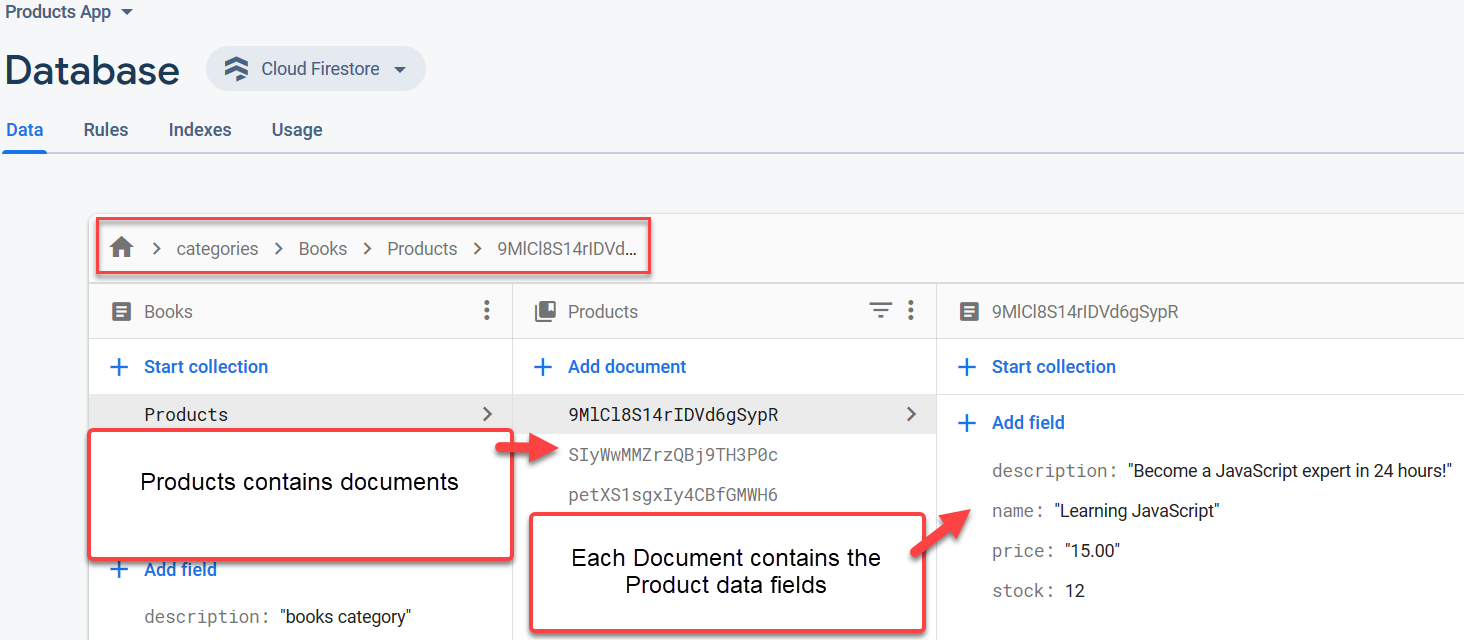 Products App
Database
Cloud Firestore
Data
Rules
Indexes
Usage
categories
Books
Products
9MlCl8S14rIDVd...
Books
Products
9MlCl8S14rIDVd6gSypR
Start collection
Add document
Start collection
Products
9MlCl8S14rIDVd6gSypR
Add field
SIyWwMMZrzQBj9TH3P0c
description: "Become a JavaScript expert in 24 hours!"
Products contains documents
petXS1sgxIy4CBfGMWH6
name: "Learning JavaScript"
Each Document contains the
Product data fields
price: "15.00"
Add field
stock: 12
description: "books category"